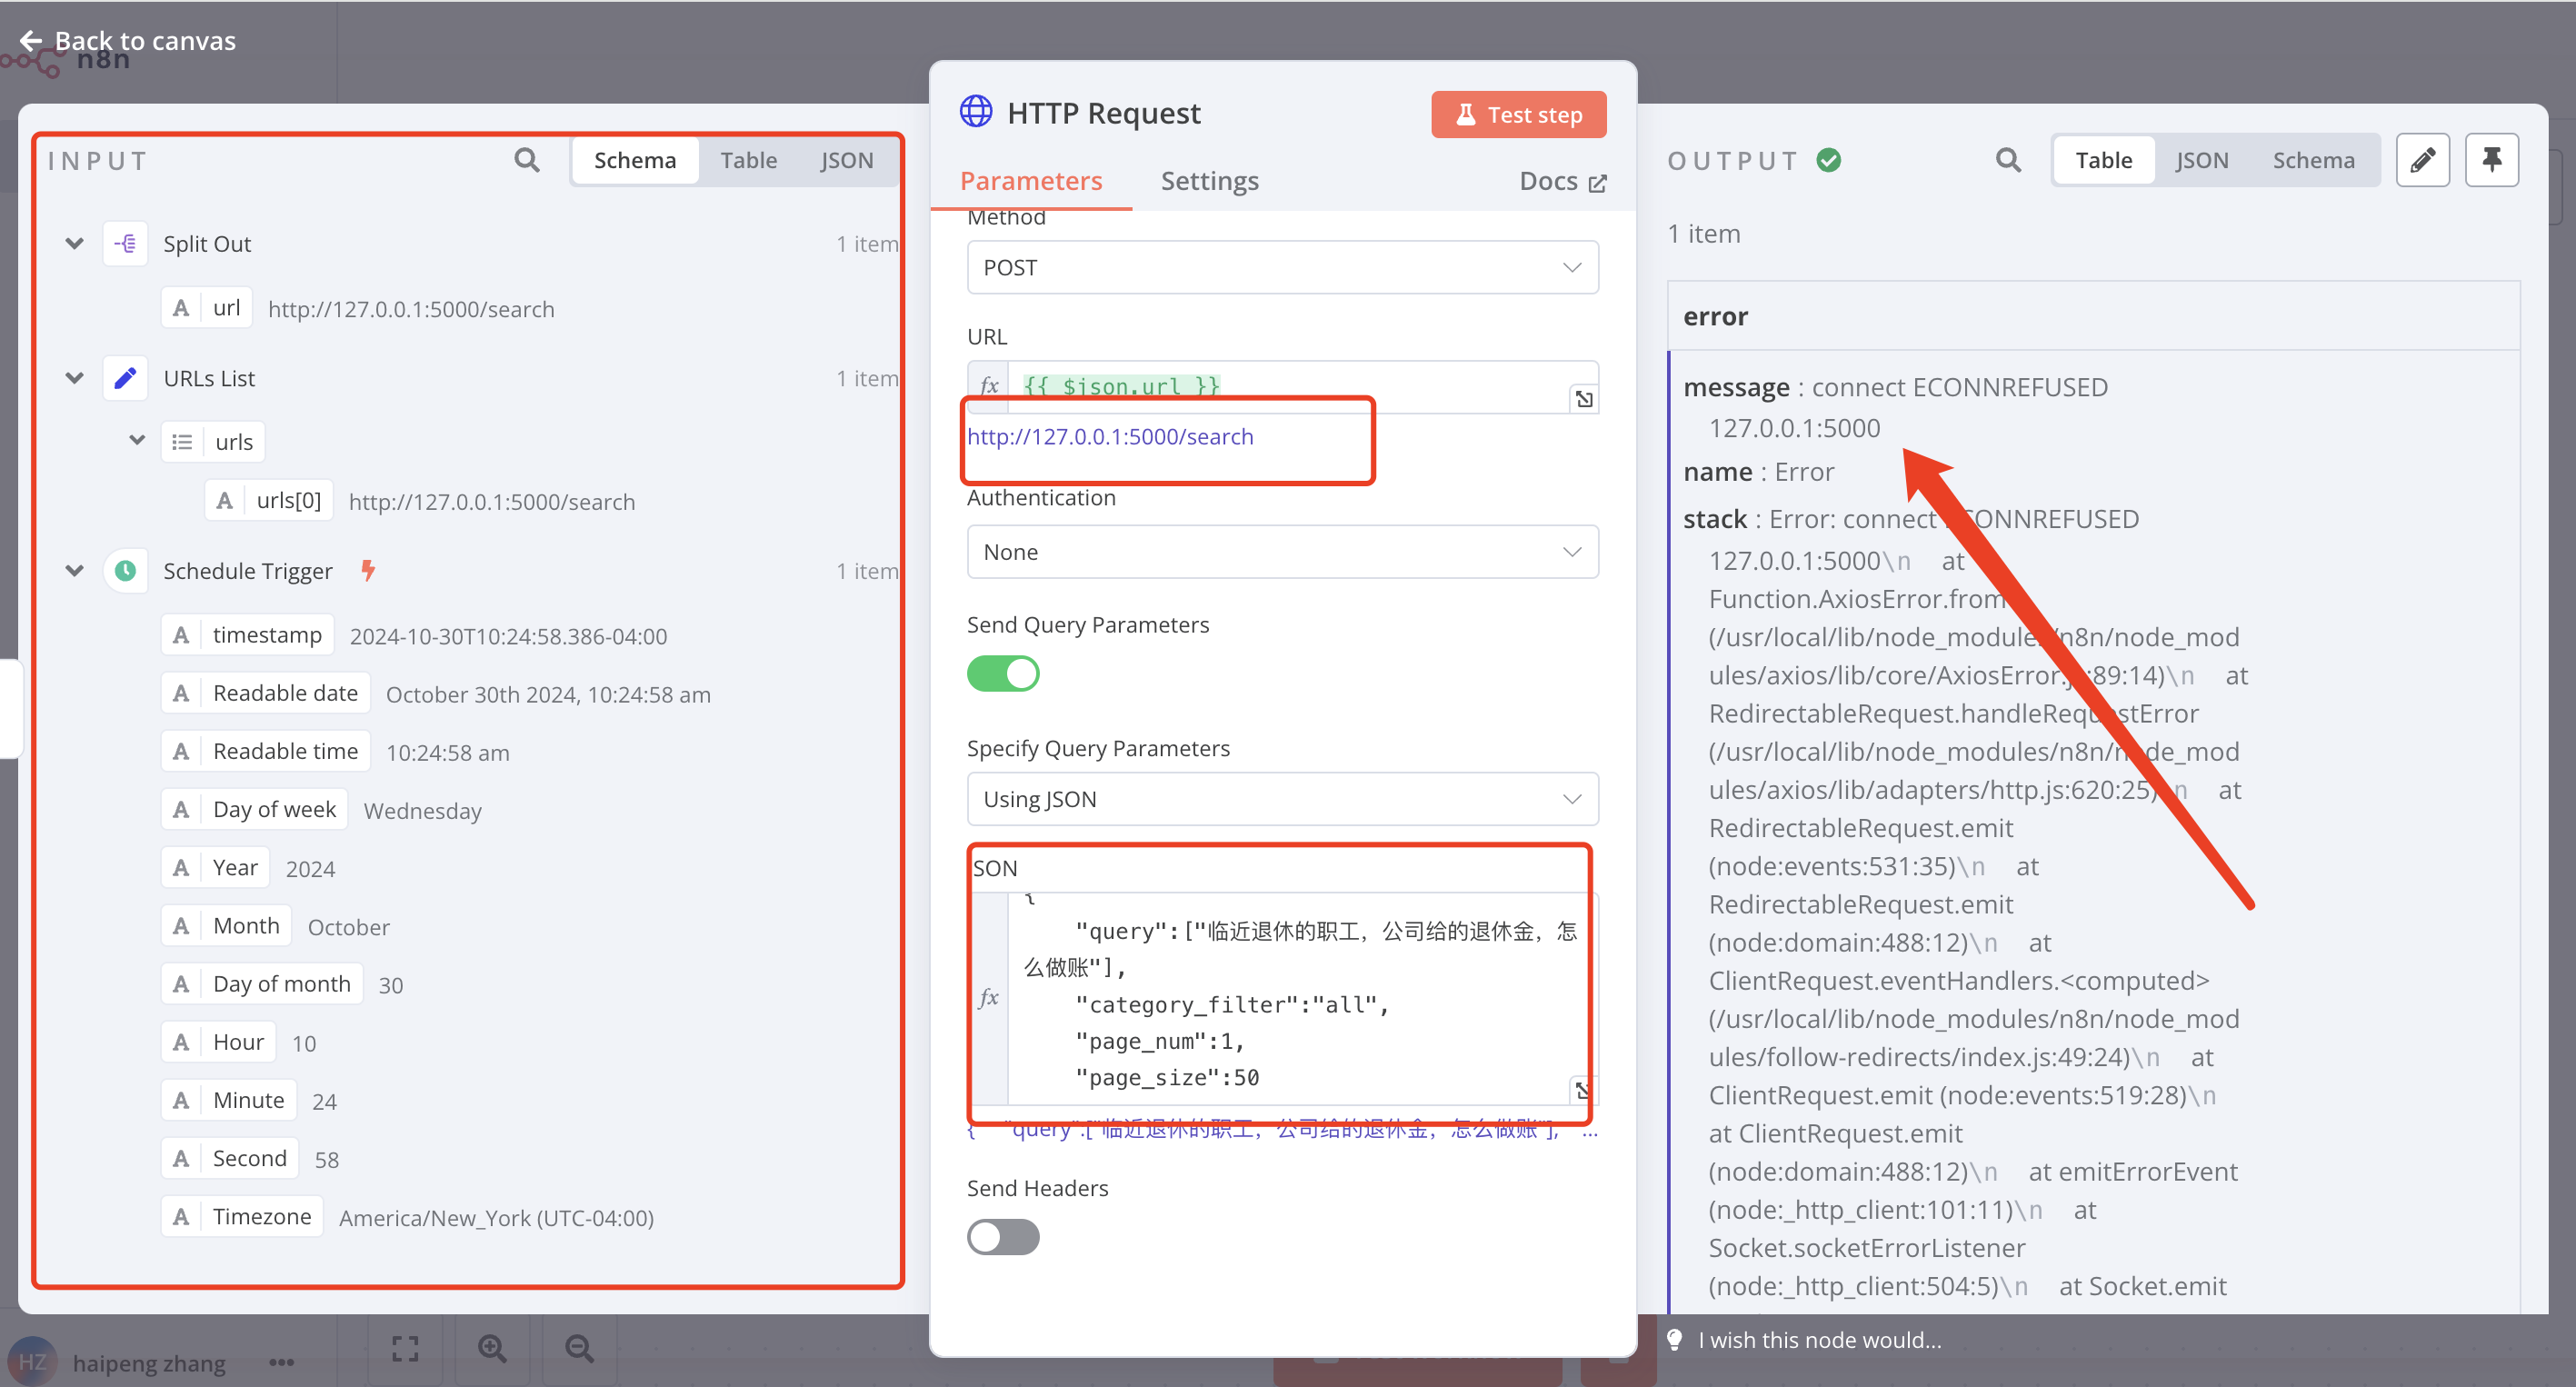 Back to canvas
n8n
INPUT
Schema
Table
JSON
Split Out
1 item
A url http://127.0.0.1:5000/search
URLs List
1 item
urls
A urls[0] http://127.0.0.1:5000/search
Schedule Trigger
1 item
A timestamp 2024-10-30T10:24:58.386-04:00
A Readable date October 30th 2024, 10:24:58 am
A Readable time 10:24:58 am
A Day of week Wednesday
A Year 2024
A Month October
A Day of month 30
A Hour 10
A Minute 24
A Second 58
A Timezone America/New_York (UTC-04:00)
haipeng zhang
HZ
HTTP Request
Test step
Parameters
Settings
Docs
Method
POST
URL
fx {{ $json.url }}
http://127.0.0.1:5000/search
Authentication
None
Send Query Parameters
Specify Query Parameters
Using JSON
SON
fx
{
"query":["临近退休的职工，公司给的退休金，怎
么做账"],
"category_filter":"all",
"page_num":1,
"page_size":50
{ "query":["临近退休的职工，公司给的退休金，怎么做账"], ...
Send Headers
OUTPUT
Table
JSON
Schema
1 item
error
message : connect ECONNREFUSED
127.0.0.1:5000
name : Error
stack : Error: connect ECONNREFUSED
127.0.0.1:5000\n at
Function.AxiosError.from
(/usr/local/lib/node_modules/n8n/node_mod
ules/axios/lib/core/AxiosError.js:89:14)\n at
RedirectableRequest.handleRequestError
(/usr/local/lib/node_modules/n8n/node_mod
ules/axios/lib/adapters/http.js:620:25)\n at
RedirectableRequest.emit
(node:events:531:35)\n at
RedirectableRequest.emit
(node:domain:488:12)\n at
ClientRequest.eventHandlers.<computed>
(/usr/local/lib/node_modules/n8n/node_mod
ules/follow-redirects/index.js:49:24)\n at
ClientRequest.emit (node:events:519:28)\n
at ClientRequest.emit
(node:domain:488:12)\n at emitErrorEvent
(node:_http_client:101:11)\n at
Socket.socketErrorListener
(node:_http_client:504:5)\n at Socket.emit
I wish this node would...